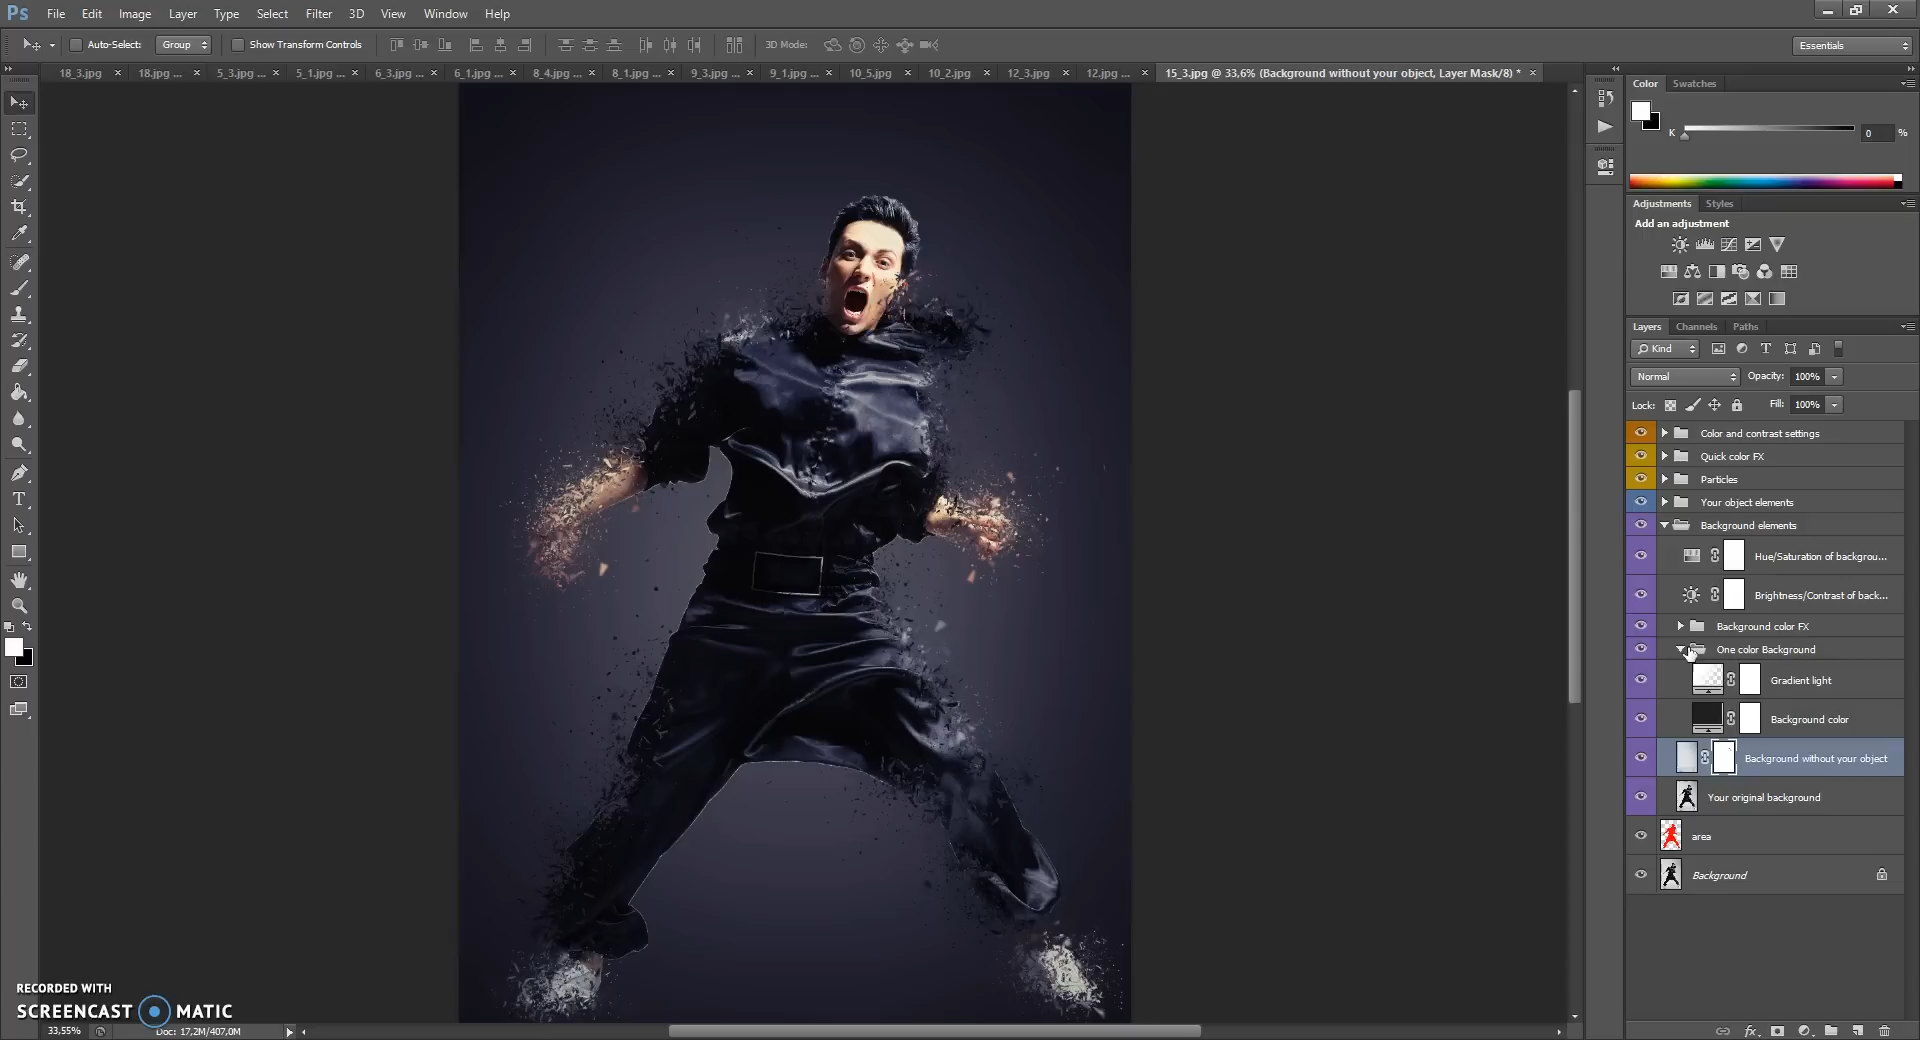 Ps File Edit Image Layer Type Select Filter 3D View Window Help
Auto-Select: Group Show Transform Controls 3D Mode: Essentials
18_3.jpg 18.jpg ... 5_3.jpg ... 5_1.jpg ... 6_3.jpg ... 6_1.jpg ... 8_4.jpg ... 8_1.jpg ... 9_3.jpg ... 9_1.jpg ... 10_5.jpg 10_2.jpg 12_3.jpg 12.jpg ... 15_3.jpg @ 33,6% (Background without your object, Layer Mask/8) *
Color Swatches
K 0 %
Adjustments Styles
Add an adjustment
Layers Channels Paths
Kind
Normal Opacity: 100%
Lock: Fill: 100%
Color and contrast settings
Quick color FX
Particles
Your object elements
Background elements
Hue/Saturation of backgrou...
Brightness/Contrast of back...
Background color FX
One color Background
Gradient light
Background color
Background without your object
Your original background
area
Background
RECORDED WITH
SCREENCAST MATIC
33,55% Doc: 17,2M/407,0M